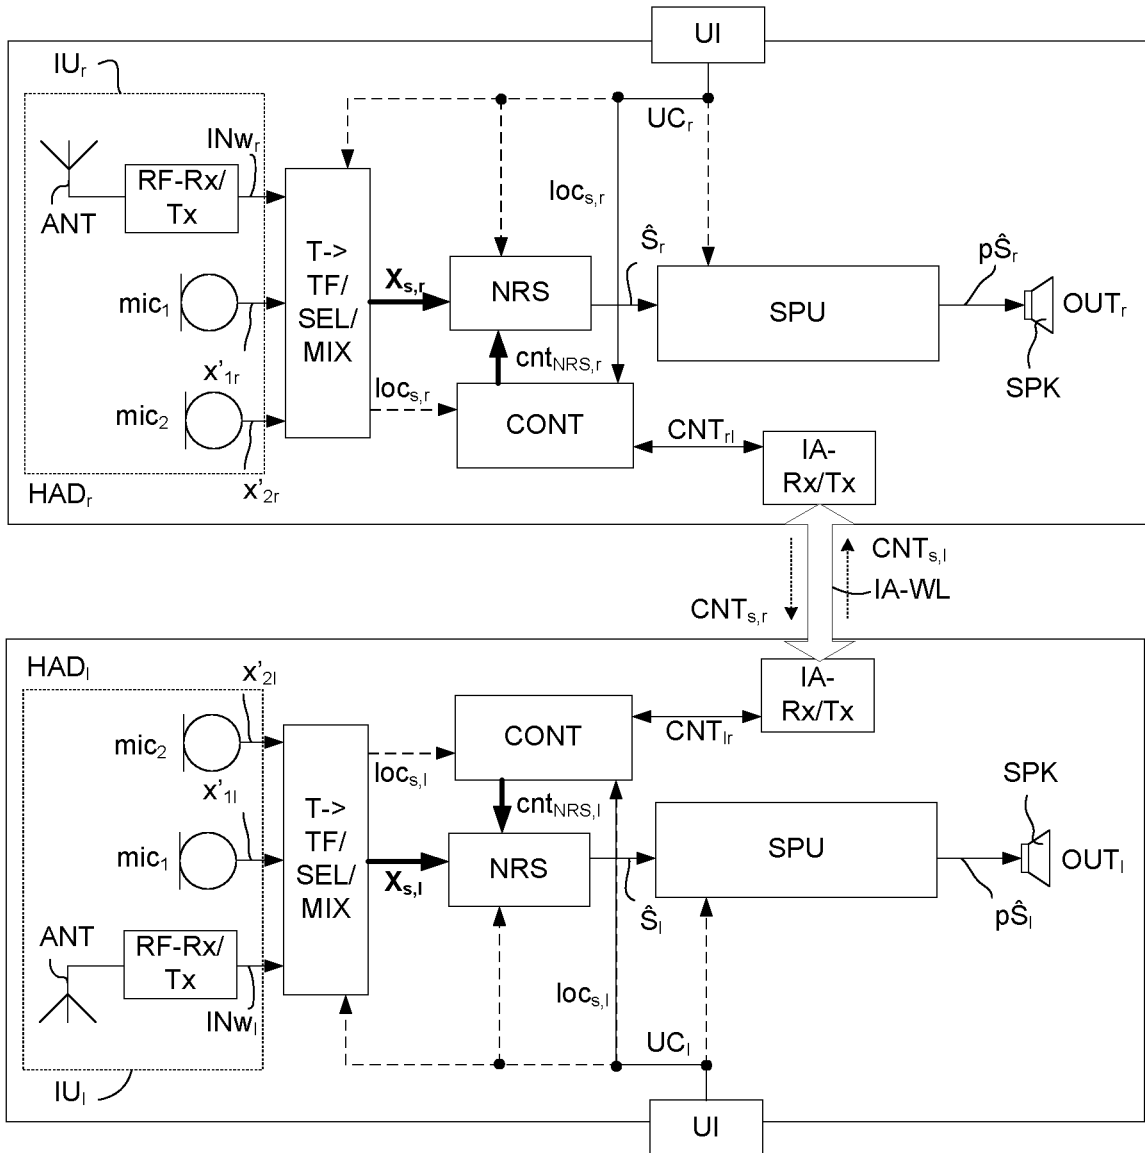 UI
IUr
UCr
INwr
RF-Rx/
Tx
ANT
locs,r
T->
TF/
SEL/
MIX
Ŝr
pŜr
Xs,r
NRS
SPU
OUTr
mic1
SPK
x'1r
cntNRS,r
locs,r
mic2
CONT
CNTrl
IA-
Rx/Tx
HADr
x'2r
CNTs,l
IA-WL
CNTs,r
HADl
x'2l
IA-
Rx/Tx
CONT
CNTlr
mic2
locs,l
SPK
x'1l
T->
TF/
SEL/
MIX
cntNRS,l
SPU
mic1
NRS
OUTl
Xs,l
Ŝl
pŜl
ANT
RF-Rx/
Tx
locs,l
INwl
UCl
IUl
UI